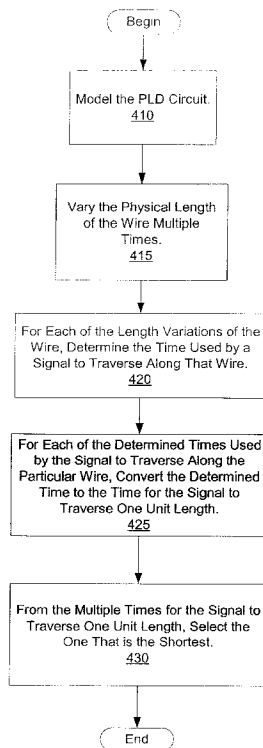 Begin
Model the PLD Circuit.
410
Vary the Physical Length
of the Wire Multiple
Times.
415
For Each of the Length Variations of the
Wire, Determine the Time Used by a
Signal to Traverse Along That Wire.
420
For Each of the Determined Times Used
by the Signal to Traverse Along the
Particular Wire, Convert the Determined
Time to the Time for the Signal to
Traverse One Unit Length.
425
From the Multiple Times for the Signal to
Traverse One Unit Length, Select the
One That is the Shortest.
430
End